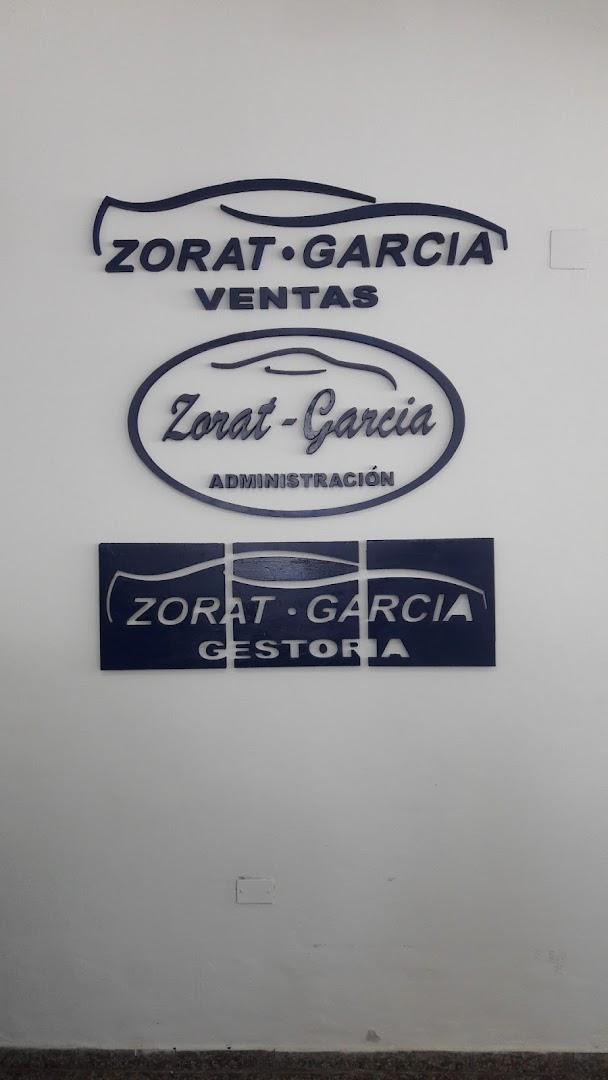 ZORAT·GARCIA
VENTAS
Zorat-Garcia
ADMINISTRACIÓN
ZORAT·GARCIA
GESTORIA